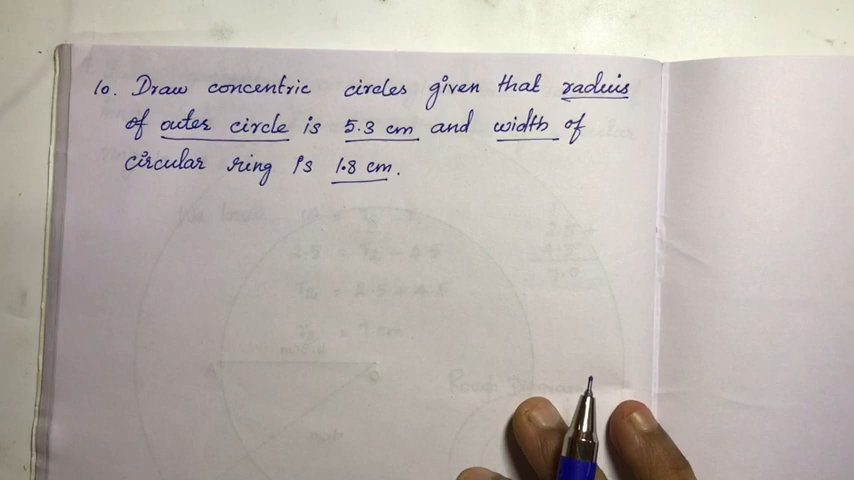 10. Draw concentric circles given that radius
of outer circle is 5.3 cm and width of
circular ring is 1.8 cm.